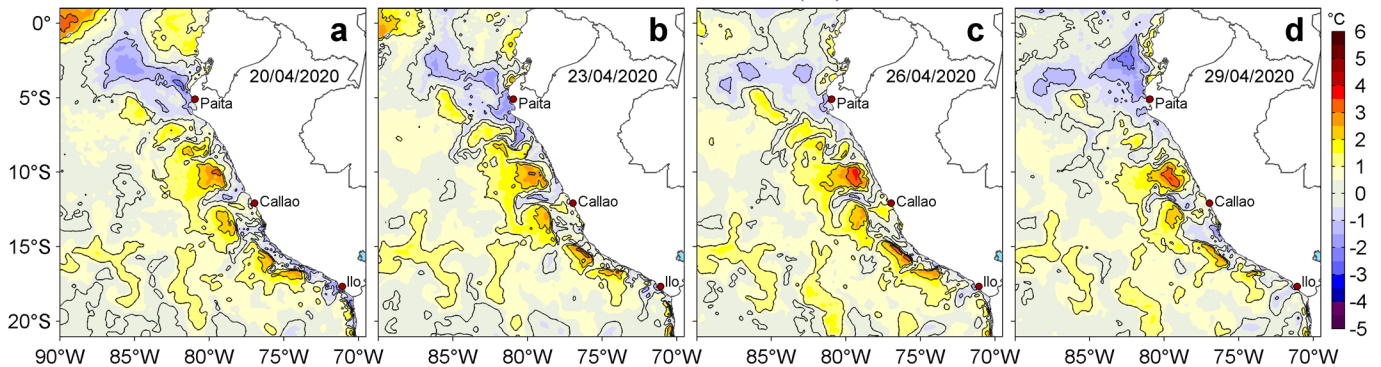 a b c d °C
0° 6
20/04/2020 23/04/2020 26/04/2020 29/04/2020 5
4
5°S Paita Paita Paita Paita 3
2
10°S 1
Callao Callao Callao Callao 0
-1
15°S -2
Ilo Ilo Ilo Ilo -3
-4
20°S -5
90°W 85°W 80°W 75°W 70°W 85°W 80°W 75°W 70°W 85°W 80°W 75°W 70°W 85°W 80°W 75°W 70°W